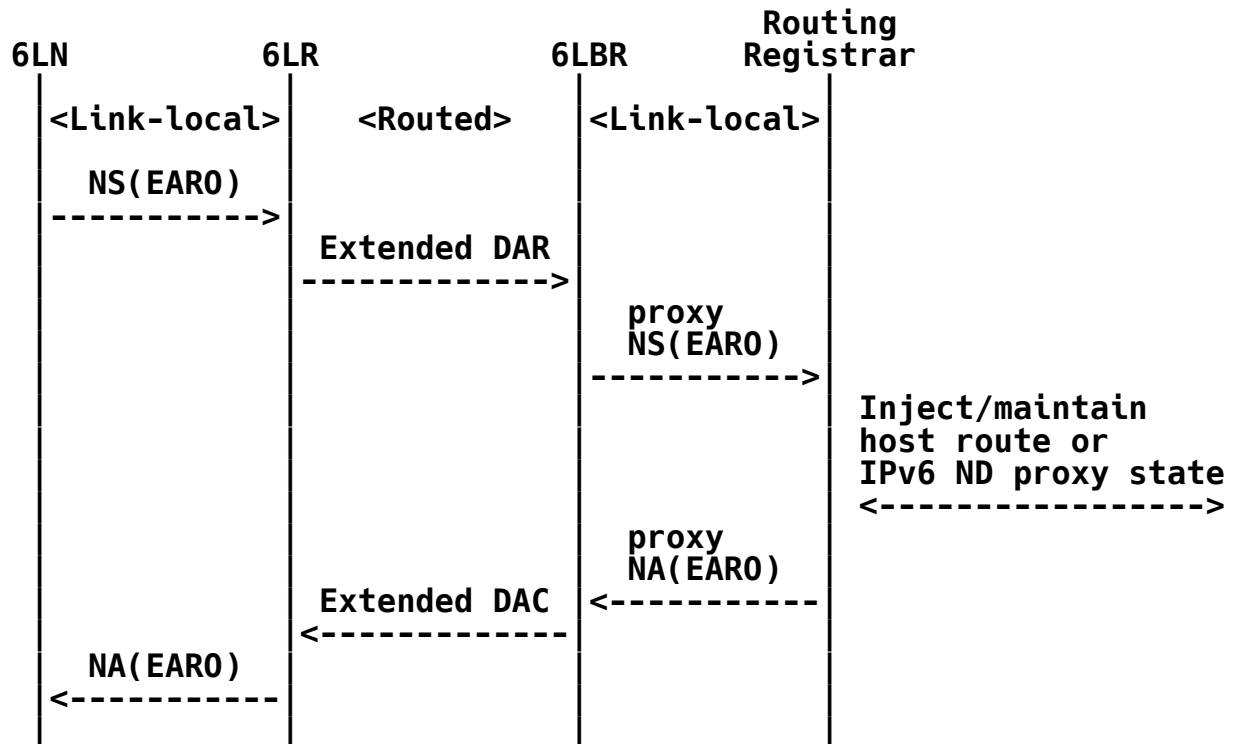 Routing
6LN 6LR 6LBR Registrar
<Link-local> <Routed> <Link-local>
NS(EARO)
----------->
Extended DAR
------------->
proxy
NS(EARO)
----------->
Inject/maintain
host route or
IPv6 ND proxy state
<----------------->
proxy
NA(EARO)
Extended DAC <-----------
<-------------
NA(EARO)
<-----------